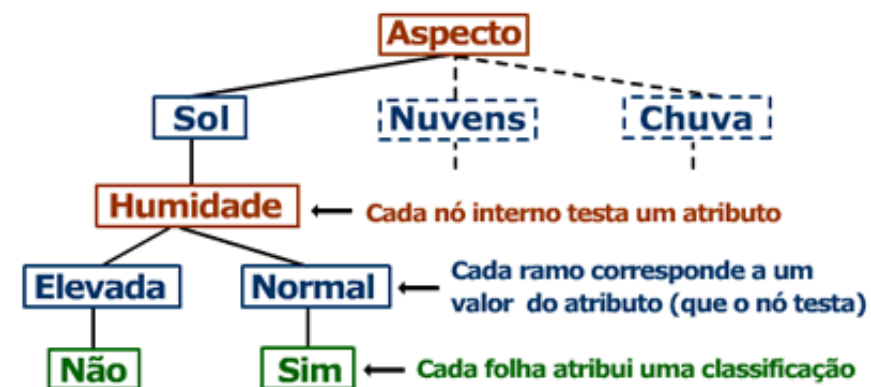 Aspecto
Sol
Nuvens
Chuva
Humidade
Cada nó interno testa um atributo
Elevada
Normal
Cada ramo corresponde a um
valor do atributo (que o nó testa)
Não
Sim
Cada folha atribui uma classificação